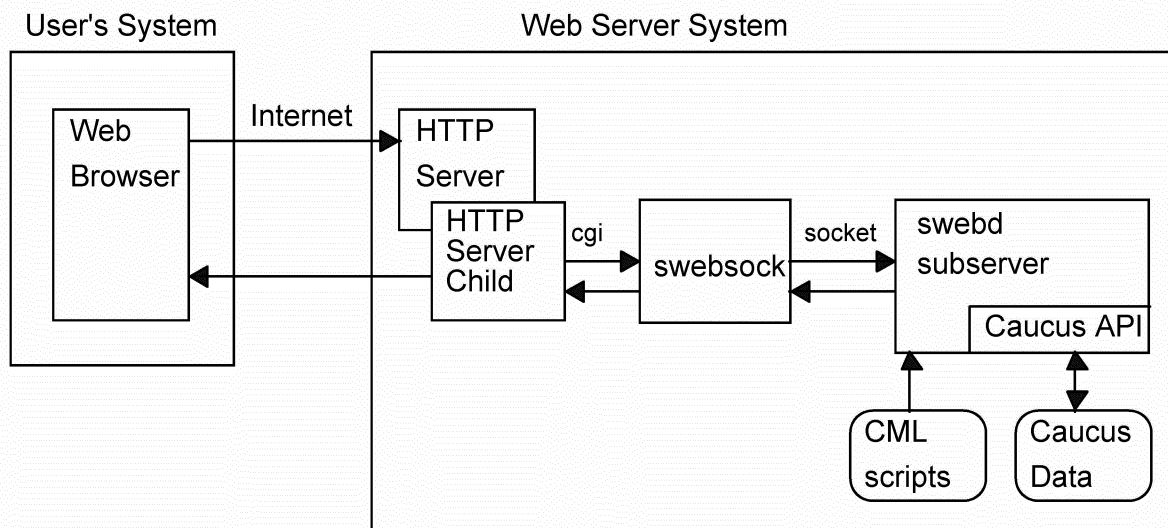 User's System
Web Server System
Internet
Web
Browser
HTTP
Server
HTTP
Server
Child
cgi
swebsock
socket
swebd
subserver
Caucus API
CML
scripts
Caucus
Data